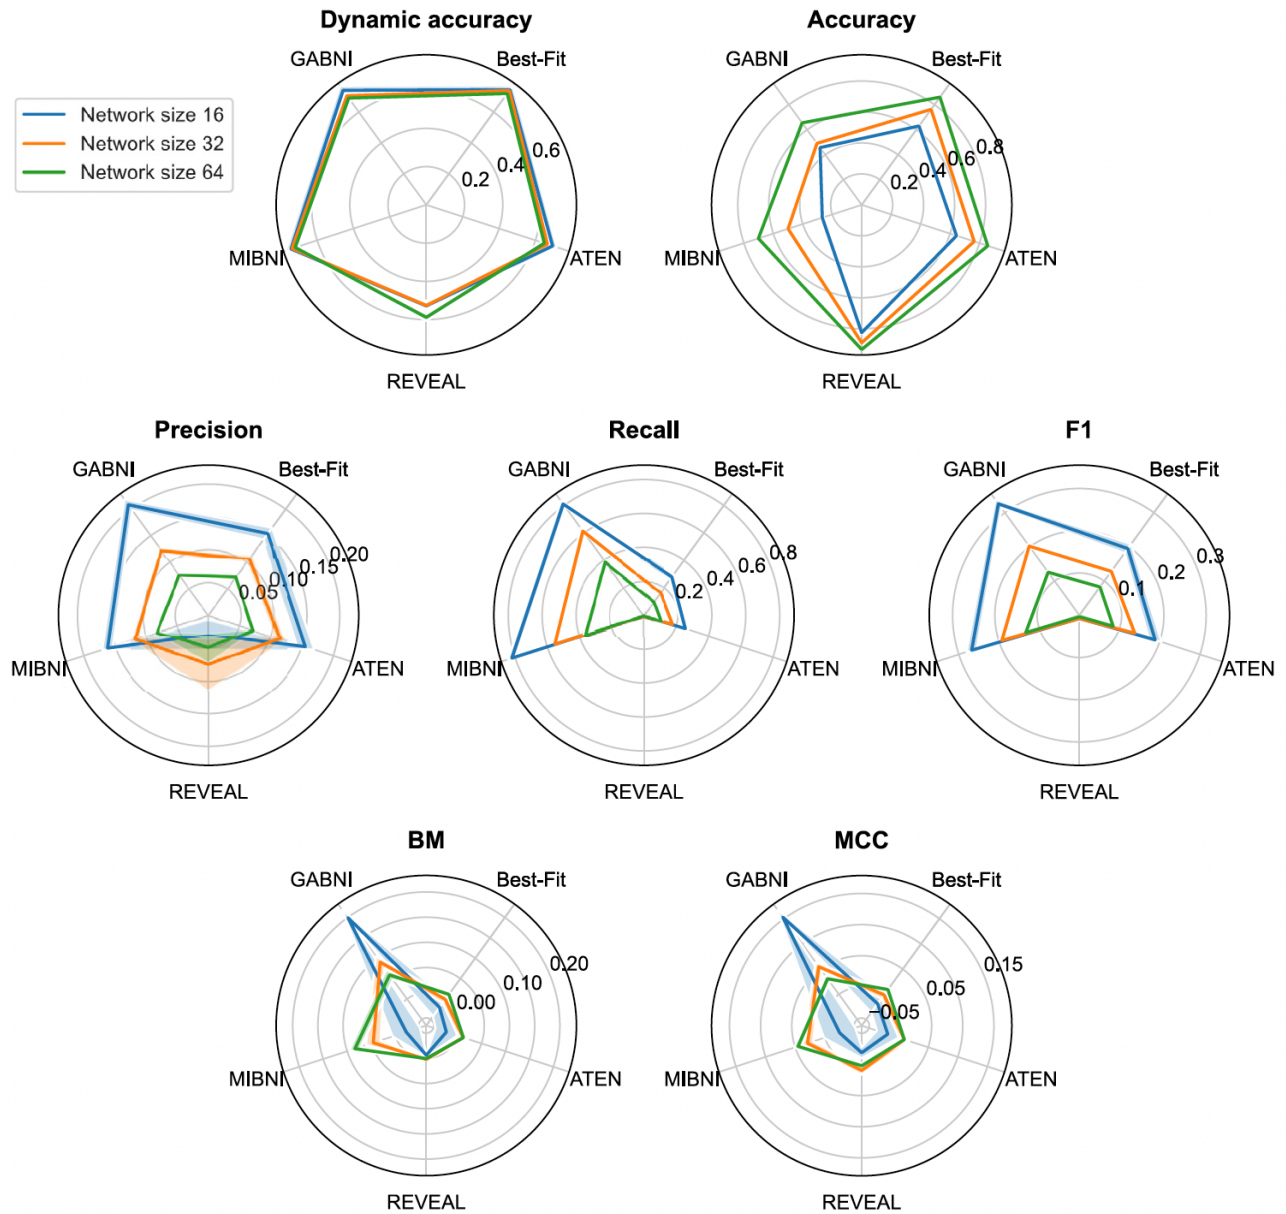 Dynamic accuracy
Accuracy
GABNI
Best-Fit
GABNI
Best-Fit
Network size 16
Network size 32
Network size 64
0.2
0.4
0.6
0.2
0.4
0.6
0.8
MIBNI
ATEN
MIBNI
ATEN
REVEAL
REVEAL
Precision
Recall
F1
GABNI
Best-Fit
GABNI
Best-Fit
GABNI
Best-Fit
0.05
0.10
0.15
0.20
0.2
0.4
0.6
0.8
0.1
0.2
0.3
MIBNI
ATEN
MIBNI
ATEN
MIBNI
ATEN
REVEAL
REVEAL
REVEAL
BM
MCC
GABNI
Best-Fit
GABNI
Best-Fit
0.00
0.10
0.20
−0.05
0.05
0.15
MIBNI
ATEN
MIBNI
ATEN
REVEAL
REVEAL